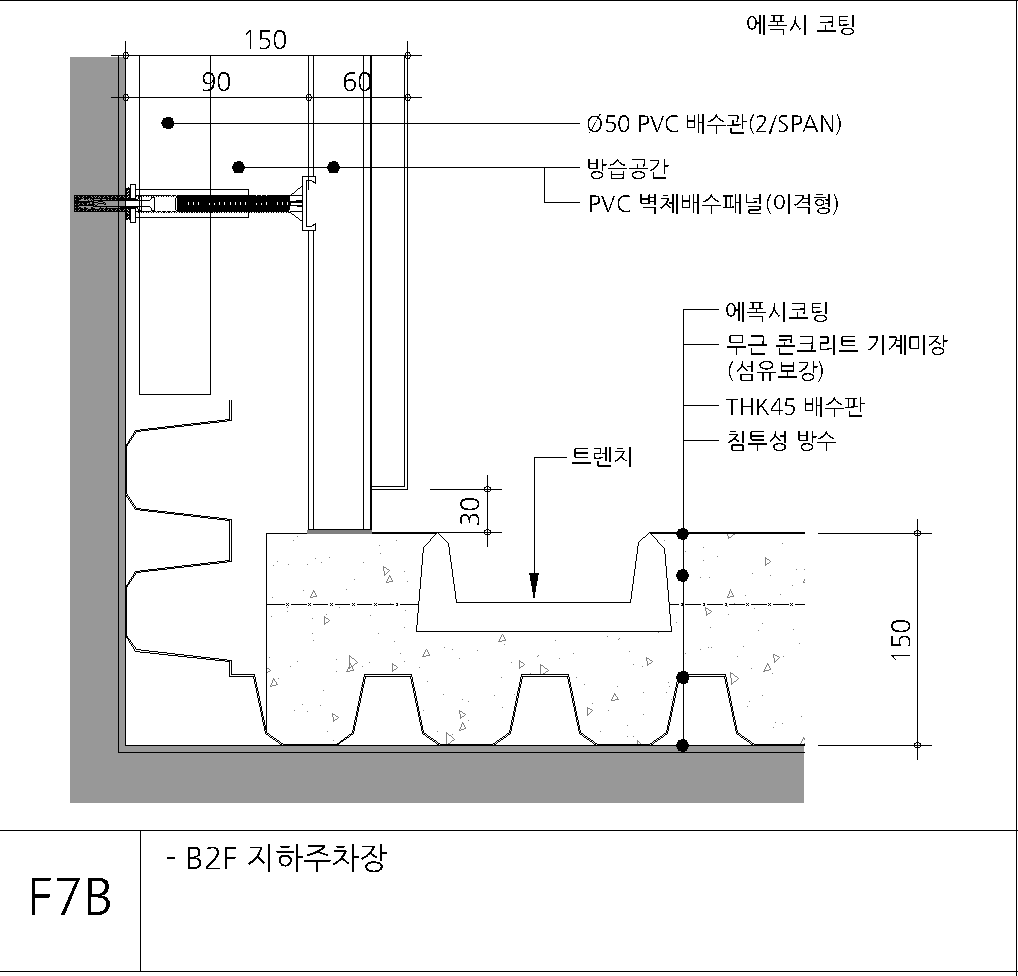 에폭시 코팅
150
90
60
Ø50 PVC 배수관(2/SPAN)
방습공간
PVC 벽체배수패널(이격형)
에폭시코팅
무근 콘크리트 기계미장
(섬유보강)
THK45 배수판
침투성 방수
트렌치
30
150
F7B
- B2F 지하주차장